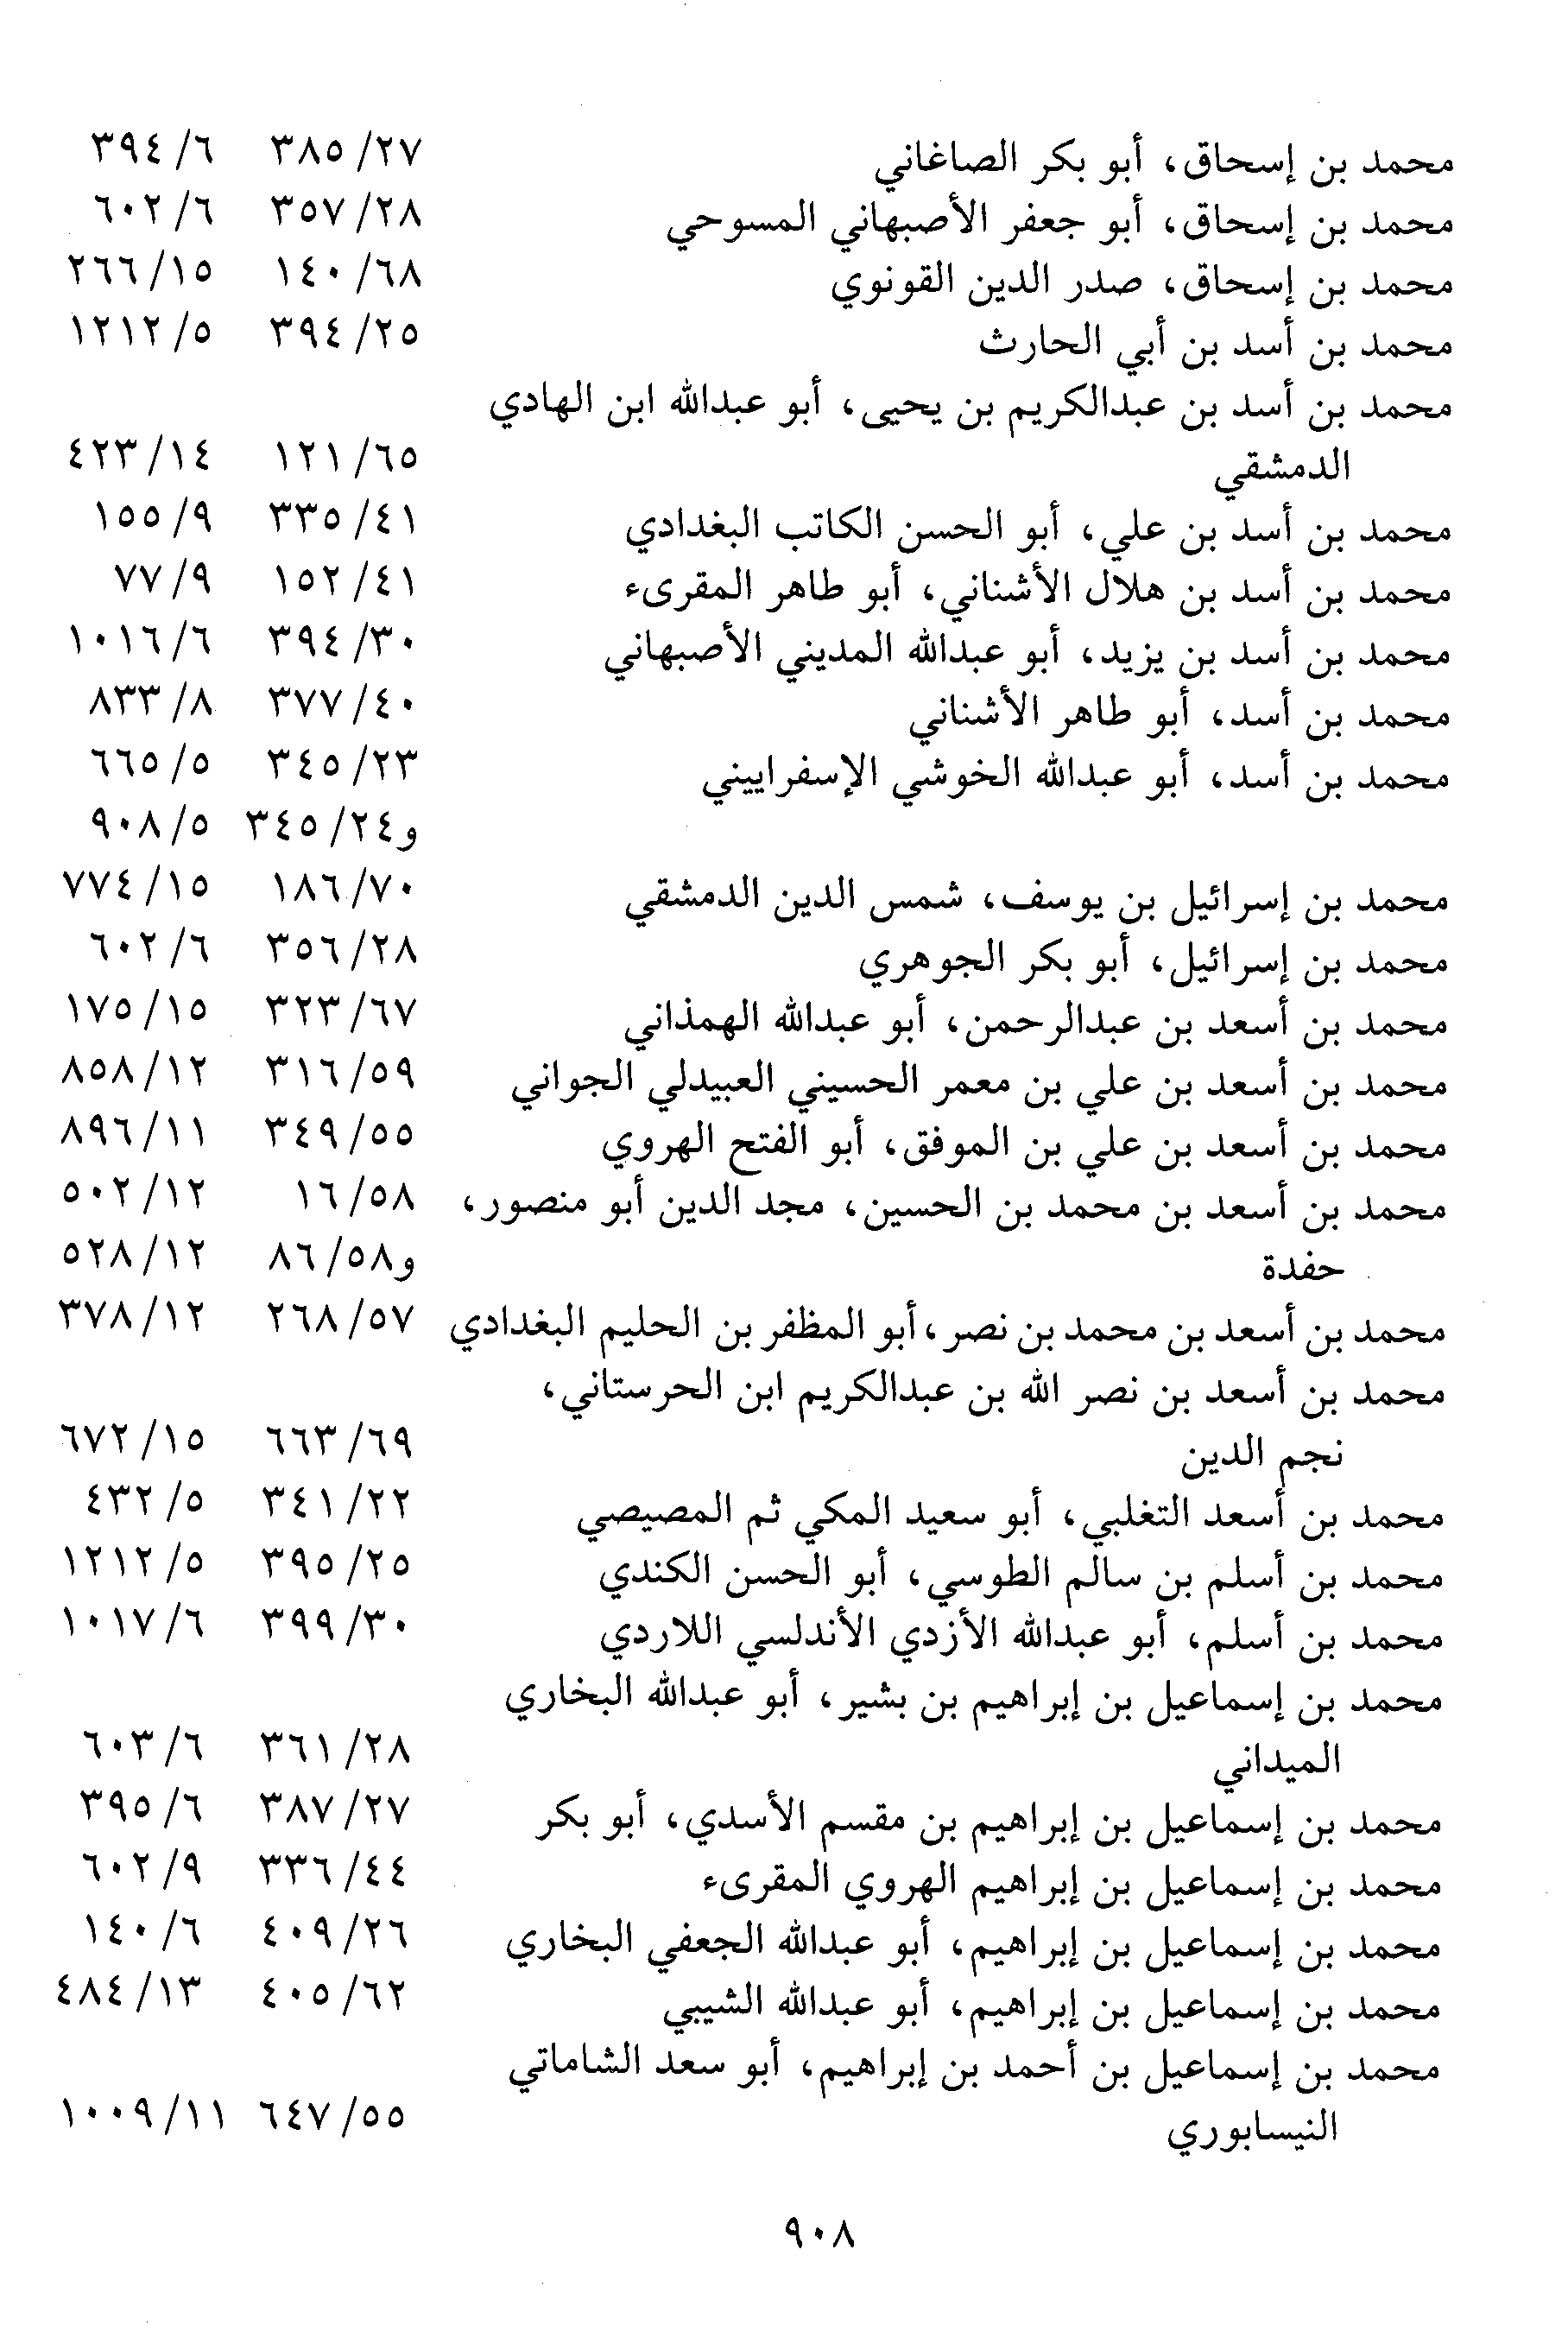 محمد بن إسحاق، أبو بكر الصاغاني ٢٧/ ٣٨٥ ٦/ ٣٩٤
محمد بن إسحاق، أبو جعفر الأصبهاني المسوحي ٢٨/ ٣٥٧ ٦/ ٦٠٢
محمد بن إسحاق، صدر الدين القونوي ٦٨/ ١٤٠ ١٥/ ٢٦٦
محمد بن أسد بن أبي الحارث ٢٥/ ٣٩٤ ٥/ ١٢١٢
محمد بن أسد بن عبدالكريم بن يحيى، أبو عبدالله ابن الهادي
الدمشقي ٦٥/ ١٢١ ١٤/ ٤٢٣
محمد بن أسد بن علي، أبو الحسن الكاتب البغدادي ٤١/ ٣٣٥ ٩/ ١٥٥
محمد بن أسد بن هلال الأشناني، أبو طاهر المقرىء ٤١/ ١٥٢ ٩/ ٧٧
محمد بن أسد بن يزيد، أبو عبدالله المديني الأصبهاني ٣٠/ ٣٩٤ ٦/ ١٠١٦
محمد بن أسد، أبو طاهر الأشناني ٤٠/ ٣٧٧ ٨/ ٨٣٣
محمد بن أسد، أبو عبدالله الخوشي الإسفراييني ٢٣/ ٣٤٥ ٥/ ٦٦٥
و٢٤/ ٣٤٥ ٥/ ٩٠٨
محمد بن إسرائيل بن يوسف، شمس الدين الدمشقي ٧٠/ ١٨٦ ١٥/ ٧٧٤
محمد بن إسرائيل، أبو بكر الجوهري ٢٨/ ٣٥٦ ٦/ ٦٠٢
محمد بن أسعد بن عبدالرحمن، أبو عبدالله الهمذاني ٦٧/ ٣٢٣ ١٥/ ١٧٥
محمد بن أسعد بن علي بن معمر الحسيني العبيدلي الجواني ٥٩/ ٣١٦ ١٢/ ٨٥٨
محمد بن أسعد بن علي بن الموفق، أبو الفتح الهروي ٥٥/ ٣٤٩ ١١/ ٨٩٦
محمد بن أسعد بن محمد بن الحسين، مجد الدين أبو منصور، ٥٨/ ١٦ ١٢/ ٥٠٢
حفدة و٥٨/ ٨٦ ١٢/ ٥٢٨
محمد بن أسعد بن محمد بن نصر، أبو المظفر بن الحليم البغدادي ٥٧/ ٢٦٨ ١٢/ ٣٧٨
محمد بن أسعد بن نصر الله بن عبدالكريم ابن الحرستاني،
نجم الدين ٦٩/ ٦٦٣ ١٥/ ٦٧٢
محمد بن أسعد التغلبي، أبو سعيد المكي ثم المصيصي ٢٢/ ٣٤١ ٥/ ٤٣٢
محمد بن أسلم بن سالم الطوسي، أبو الحسن الكندي ٢٥/ ٣٩٥ ٥/ ١٢١٢
محمد بن أسلم، أبو عبدالله الأزدي الأندلسي اللاردي ٣٠/ ٣٩٩ ٦/ ١٠١٧
محمد بن إسماعيل بن إبراهيم بن بشير، أبو عبدالله البخاري
الميداني ٢٨/ ٣٦١ ٦/ ٦٠٣
محمد بن إسماعيل بن إبراهيم بن مقسم الأسدي، أبو بكر ٢٧/ ٣٨٧ ٦/ ٣٩٥
محمد بن إسماعيل بن إبراهيم الهروي المقرىء ٤٤/ ٣٣٦ ٩/ ٦٠٢
محمد بن إسماعيل بن إبراهيم، أبو عبدالله الجعفي البخاري ٢٦/ ٤٠٩ ٦/ ١٤٠
محمد بن إسماعيل بن إبراهيم، أبو عبدالله الشيبي ٦٢/ ٤٠٥ ١٣/ ٤٨٤
محمد بن إسماعيل بن أحمد بن إبراهيم، أبو سعد الشاماتي
النيسابوري ٥٥/ ٦٤٧ ١١/ ١٠٠٩
٩٠٨